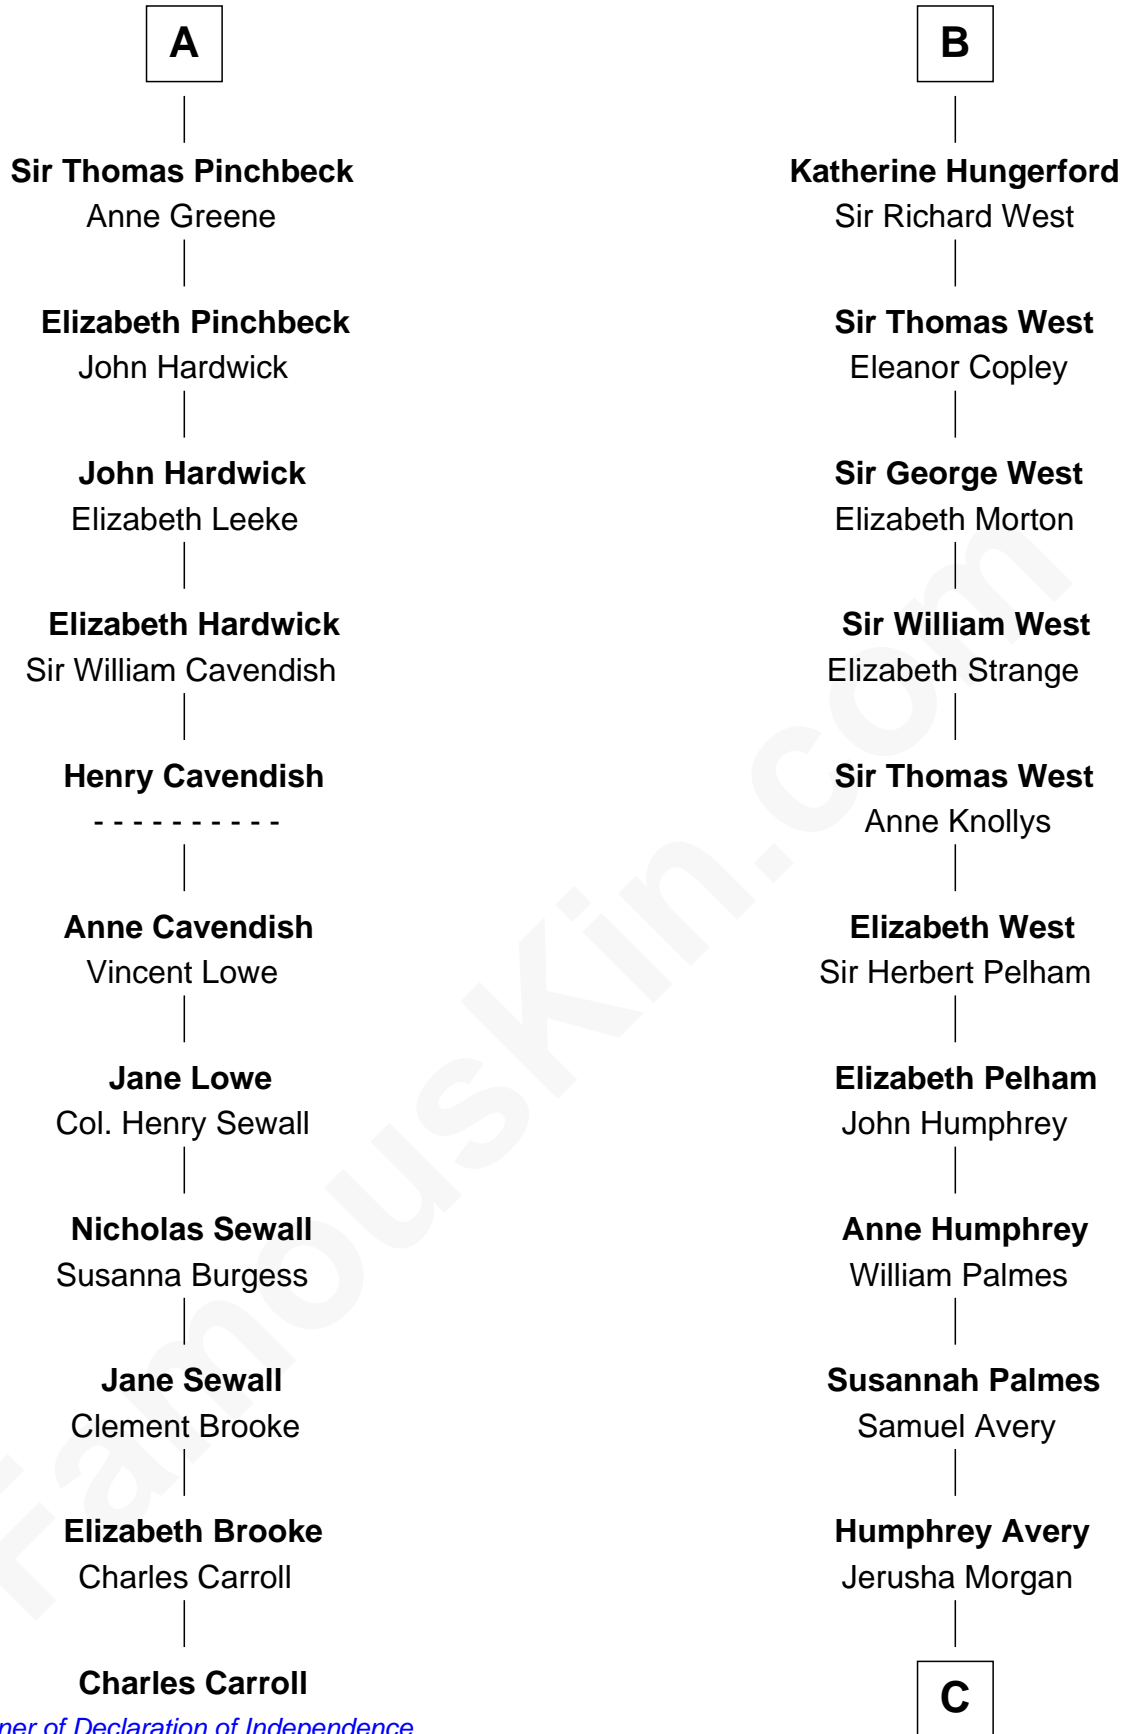 A
Sir Thomas Pinchbeck
Anne Greene
Elizabeth Pinchbeck
John Hardwick
John Hardwick
Elizabeth Leeke
Elizabeth Hardwick
Sir William Cavendish
Henry Cavendish
- - - - - - - - - -
Anne Cavendish
Vincent Lowe
Jane Lowe
Col. Henry Sewall
Nicholas Sewall
Susanna Burgess
Jane Sewall
Clement Brooke
Elizabeth Brooke
Charles Carroll
Charles Carroll
of Declaration of Independence
B
Katherine Hungerford
Sir Richard West
Sir Thomas West
Eleanor Copley
Sir George West
Elizabeth Morton
Sir William West
Elizabeth Strange
Sir Thomas West
Anne Knollys
Elizabeth West
Sir Herbert Pelham
Elizabeth Pelham
John Humphrey
Anne Humphrey
William Palmes
Susannah Palmes
Samuel Avery
Humphrey Avery
Jerusha Morgan
C
FamousKin.com